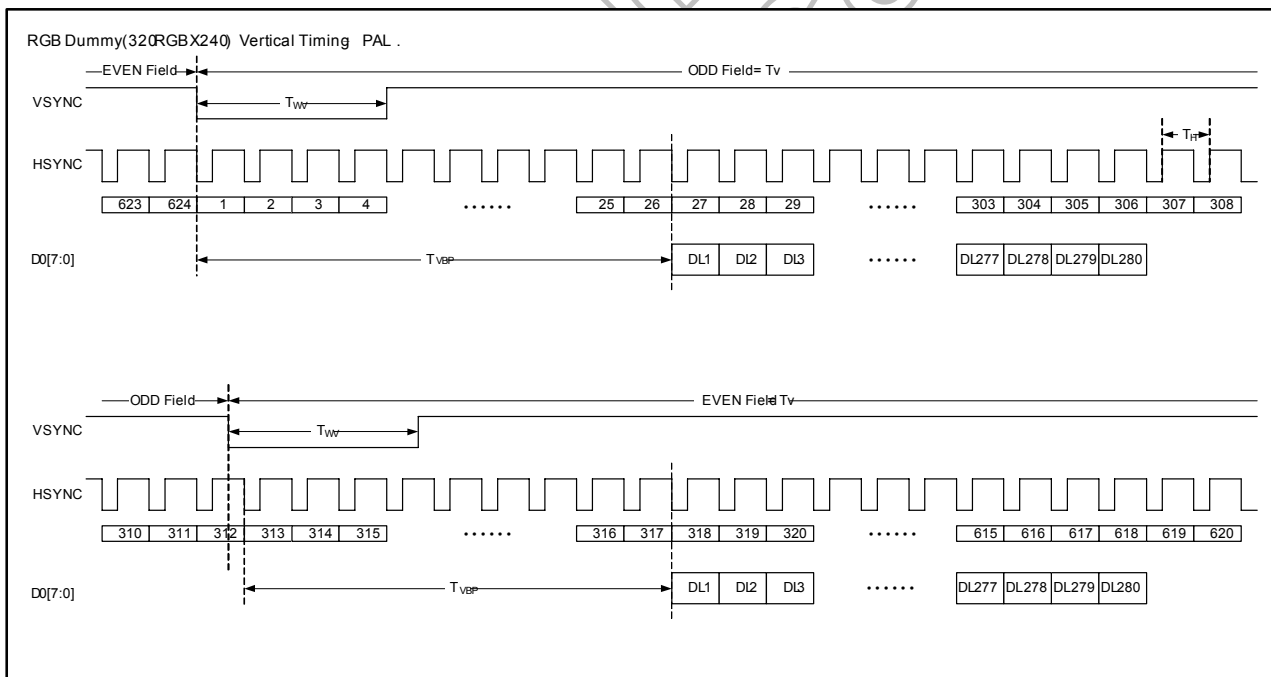 RGB Dummy(320RGBX240) Vertical Timing PAL .
EVEN Field ODD Field= Tv
VSYNC TWV
THT
HSYNC
623 624 1 2 3 4 ...... 25 26 27 28 29 ...... 303 304 305 306 307 308
D0[7:0] TVBP DL1 DL2 DL3 ...... DL277 DL278 DL279 DL280
ODD Field EVEN Field= Tv
VSYNC TWV
HSYNC
310 311 312 313 314 315 ...... 316 317 318 319 320 ...... 615 616 617 618 619 620
D0[7:0] TVBP DL1 DL2 DL3 ...... DL277 DL278 DL279 DL280